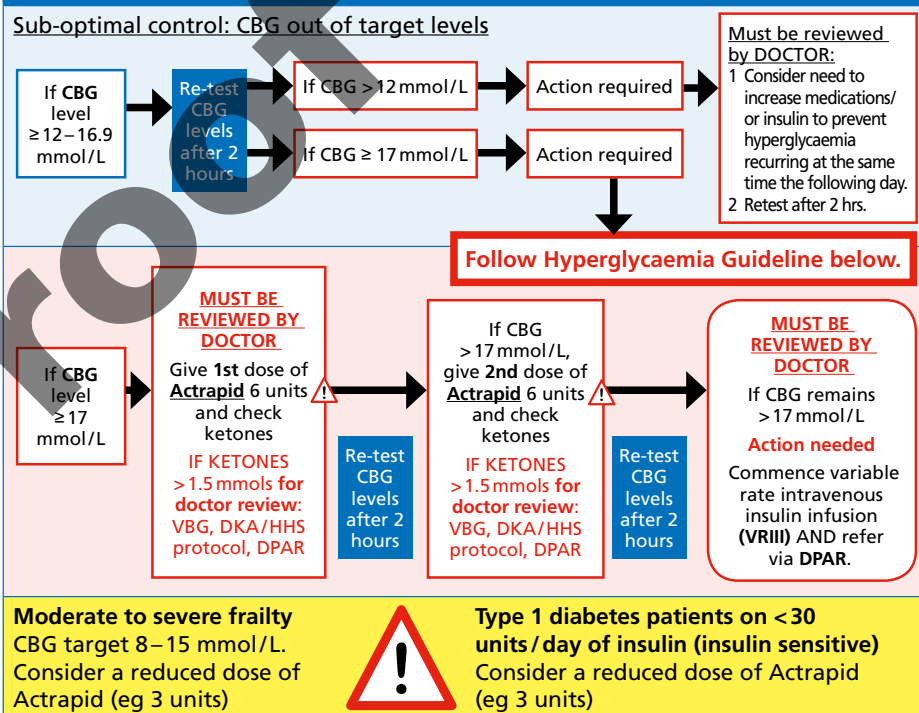 Sub-optimal control: CBG out of target levels
If CBG
level
≥12–16.9
mmol/L
Re-test
CBG
levels
after 2
hours
If CBG >12 mmol/L
Action required
If CBG ≥ 17 mmol/L
Action required
Must be reviewed
by DOCTOR:
1 Consider need to
increase medications/
or insulin to prevent
hyperglycaemia
recurring at the same
time the following day.
2 Retest after 2 hrs.
Follow Hyperglycaemia Guideline below.
If CBG
level
≥17
mmol/L
MUST BE
REVIEWED BY
DOCTOR
Give 1st dose of
Actrapid 6 units
and check
ketones
IF KETONES
>1.5 mmols for
doctor review:
VBG, DKA/HHS
protocol, DPAR
!
Re-test
CBG
levels
after 2
hours
If CBG
>17 mmol/L,
give 2nd dose of
Actrapid 6 units
and check
ketones
IF KETONES
>1.5 mmols for
doctor review:
VBG, DKA/HHS
protocol, DPAR
!
Re-test
CBG
levels
after 2
hours
MUST BE
REVIEWED BY
DOCTOR
If CBG remains
>17 mmol/L
Action needed
Commence variable
rate intravenous
insulin infusion
(VRIII) AND refer
via DPAR.
Moderate to severe frailty
CBG target 8–15 mmol/L.
Consider a reduced dose of
Actrapid (eg 3 units)
!
Type 1 diabetes patients on <30
units/day of insulin (insulin sensitive)
Consider a reduced dose of Actrapid
(eg 3 units)
roof